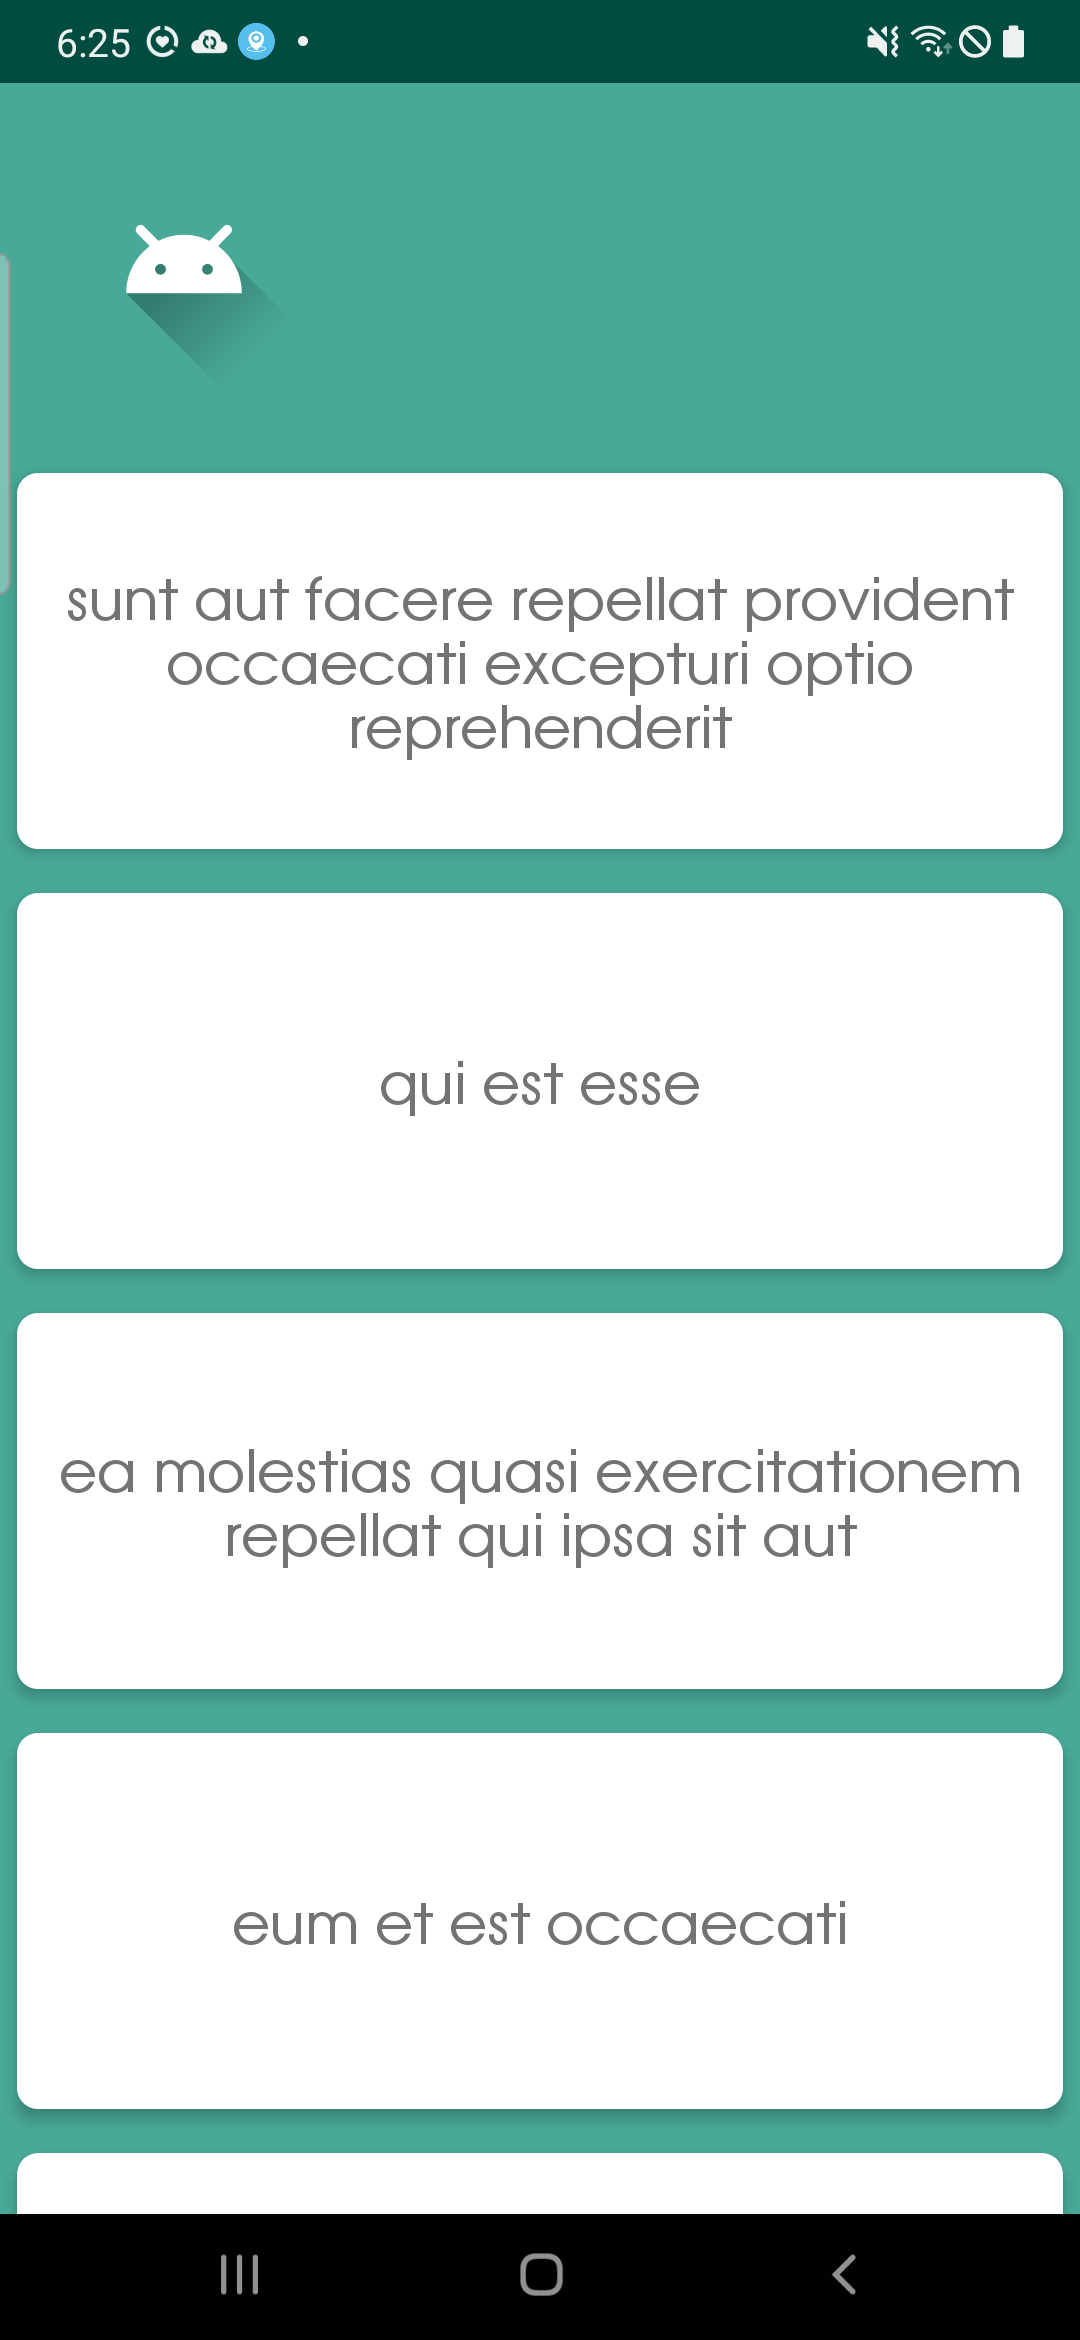 6:25
sunt aut facere repellat provident
occaecati excepturi optio
reprehenderit
qui est esse
ea molestias quasi exercitationem
repellat qui ipsa sit aut
eum et est occaecati